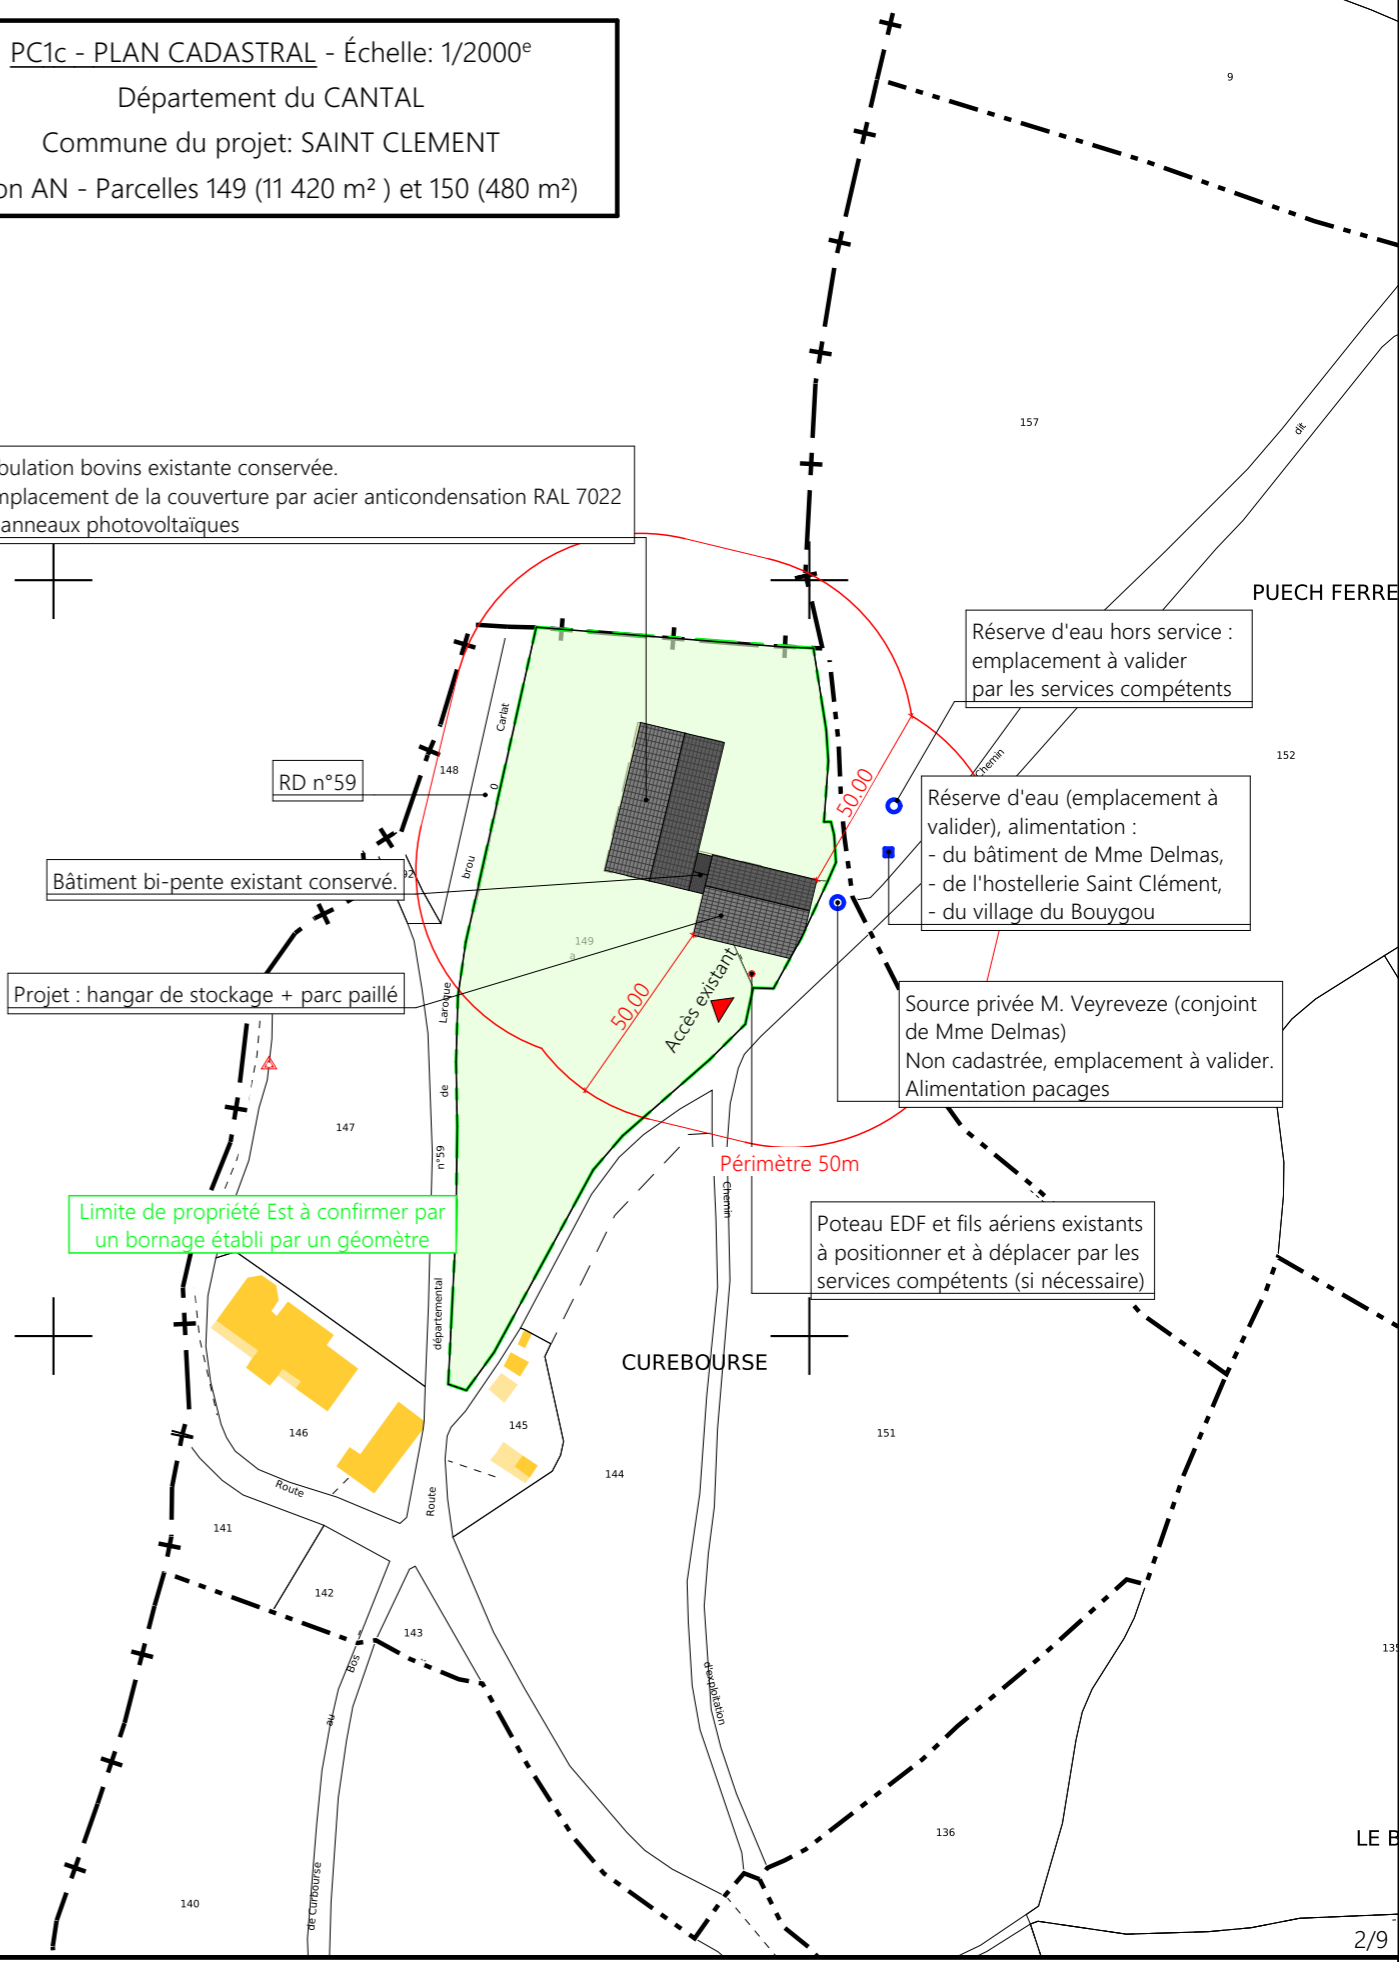 PC1c - PLAN CADASTRAL - Échelle: 1/2000e
Département du CANTAL
Commune du projet: SAINT CLEMENT
on AN - Parcelles 149 (11 420 m² ) et 150 (480 m²)
9
157
dit
bulation bovins existante conservée.
mplacement de la couverture par acier anticondensation RAL 7022
anneaux photovoltaïques
PUECH FERRE
Réserve d'eau hors service :
emplacement à valider
par les services compétents
Carlat
148
0
RD n°59
Chemin
152
50.00
Réserve d'eau (emplacement à
valider), alimentation :
- du bâtiment de Mme Delmas,
- de l'hostellerie Saint Clément,
- du village du Bouygou
brou
92
Bâtiment bi-pente existant conservé.
149
a
Projet : hangar de stockage + parc paillé
Laroque
50,00
Accès existant
Source privée M. Veyreveze (conjoint
de Mme Delmas)
Non cadastrée, emplacement à valider.
Alimentation pacages
de
147
n°59
Périmètre 50m
Chemin
Limite de propriété Est à confirmer par
un bornage établi par un géomètre
Poteau EDF et fils aériens existants
à positionner et à déplacer par les
services compétents (si nécessaire)
départemental
CUREBOURSE
146
145
151
144
Route
Route
141
142
143
Bos
au
d'exploitation
135
136
LE B
140
de Curbourse
2/9